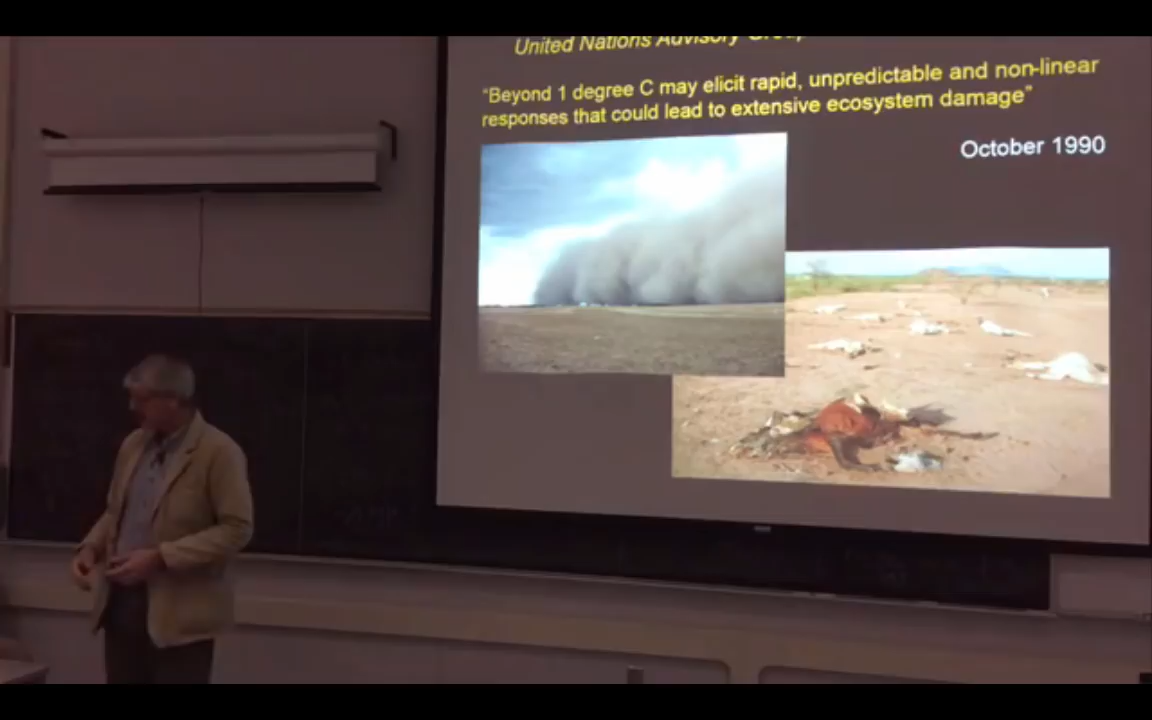 United Nations Advisory Group
"Beyond 1 degree C may elicit rapid, unpredictable and non-linear
responses that could lead to extensive ecosystem damage"
October 1990